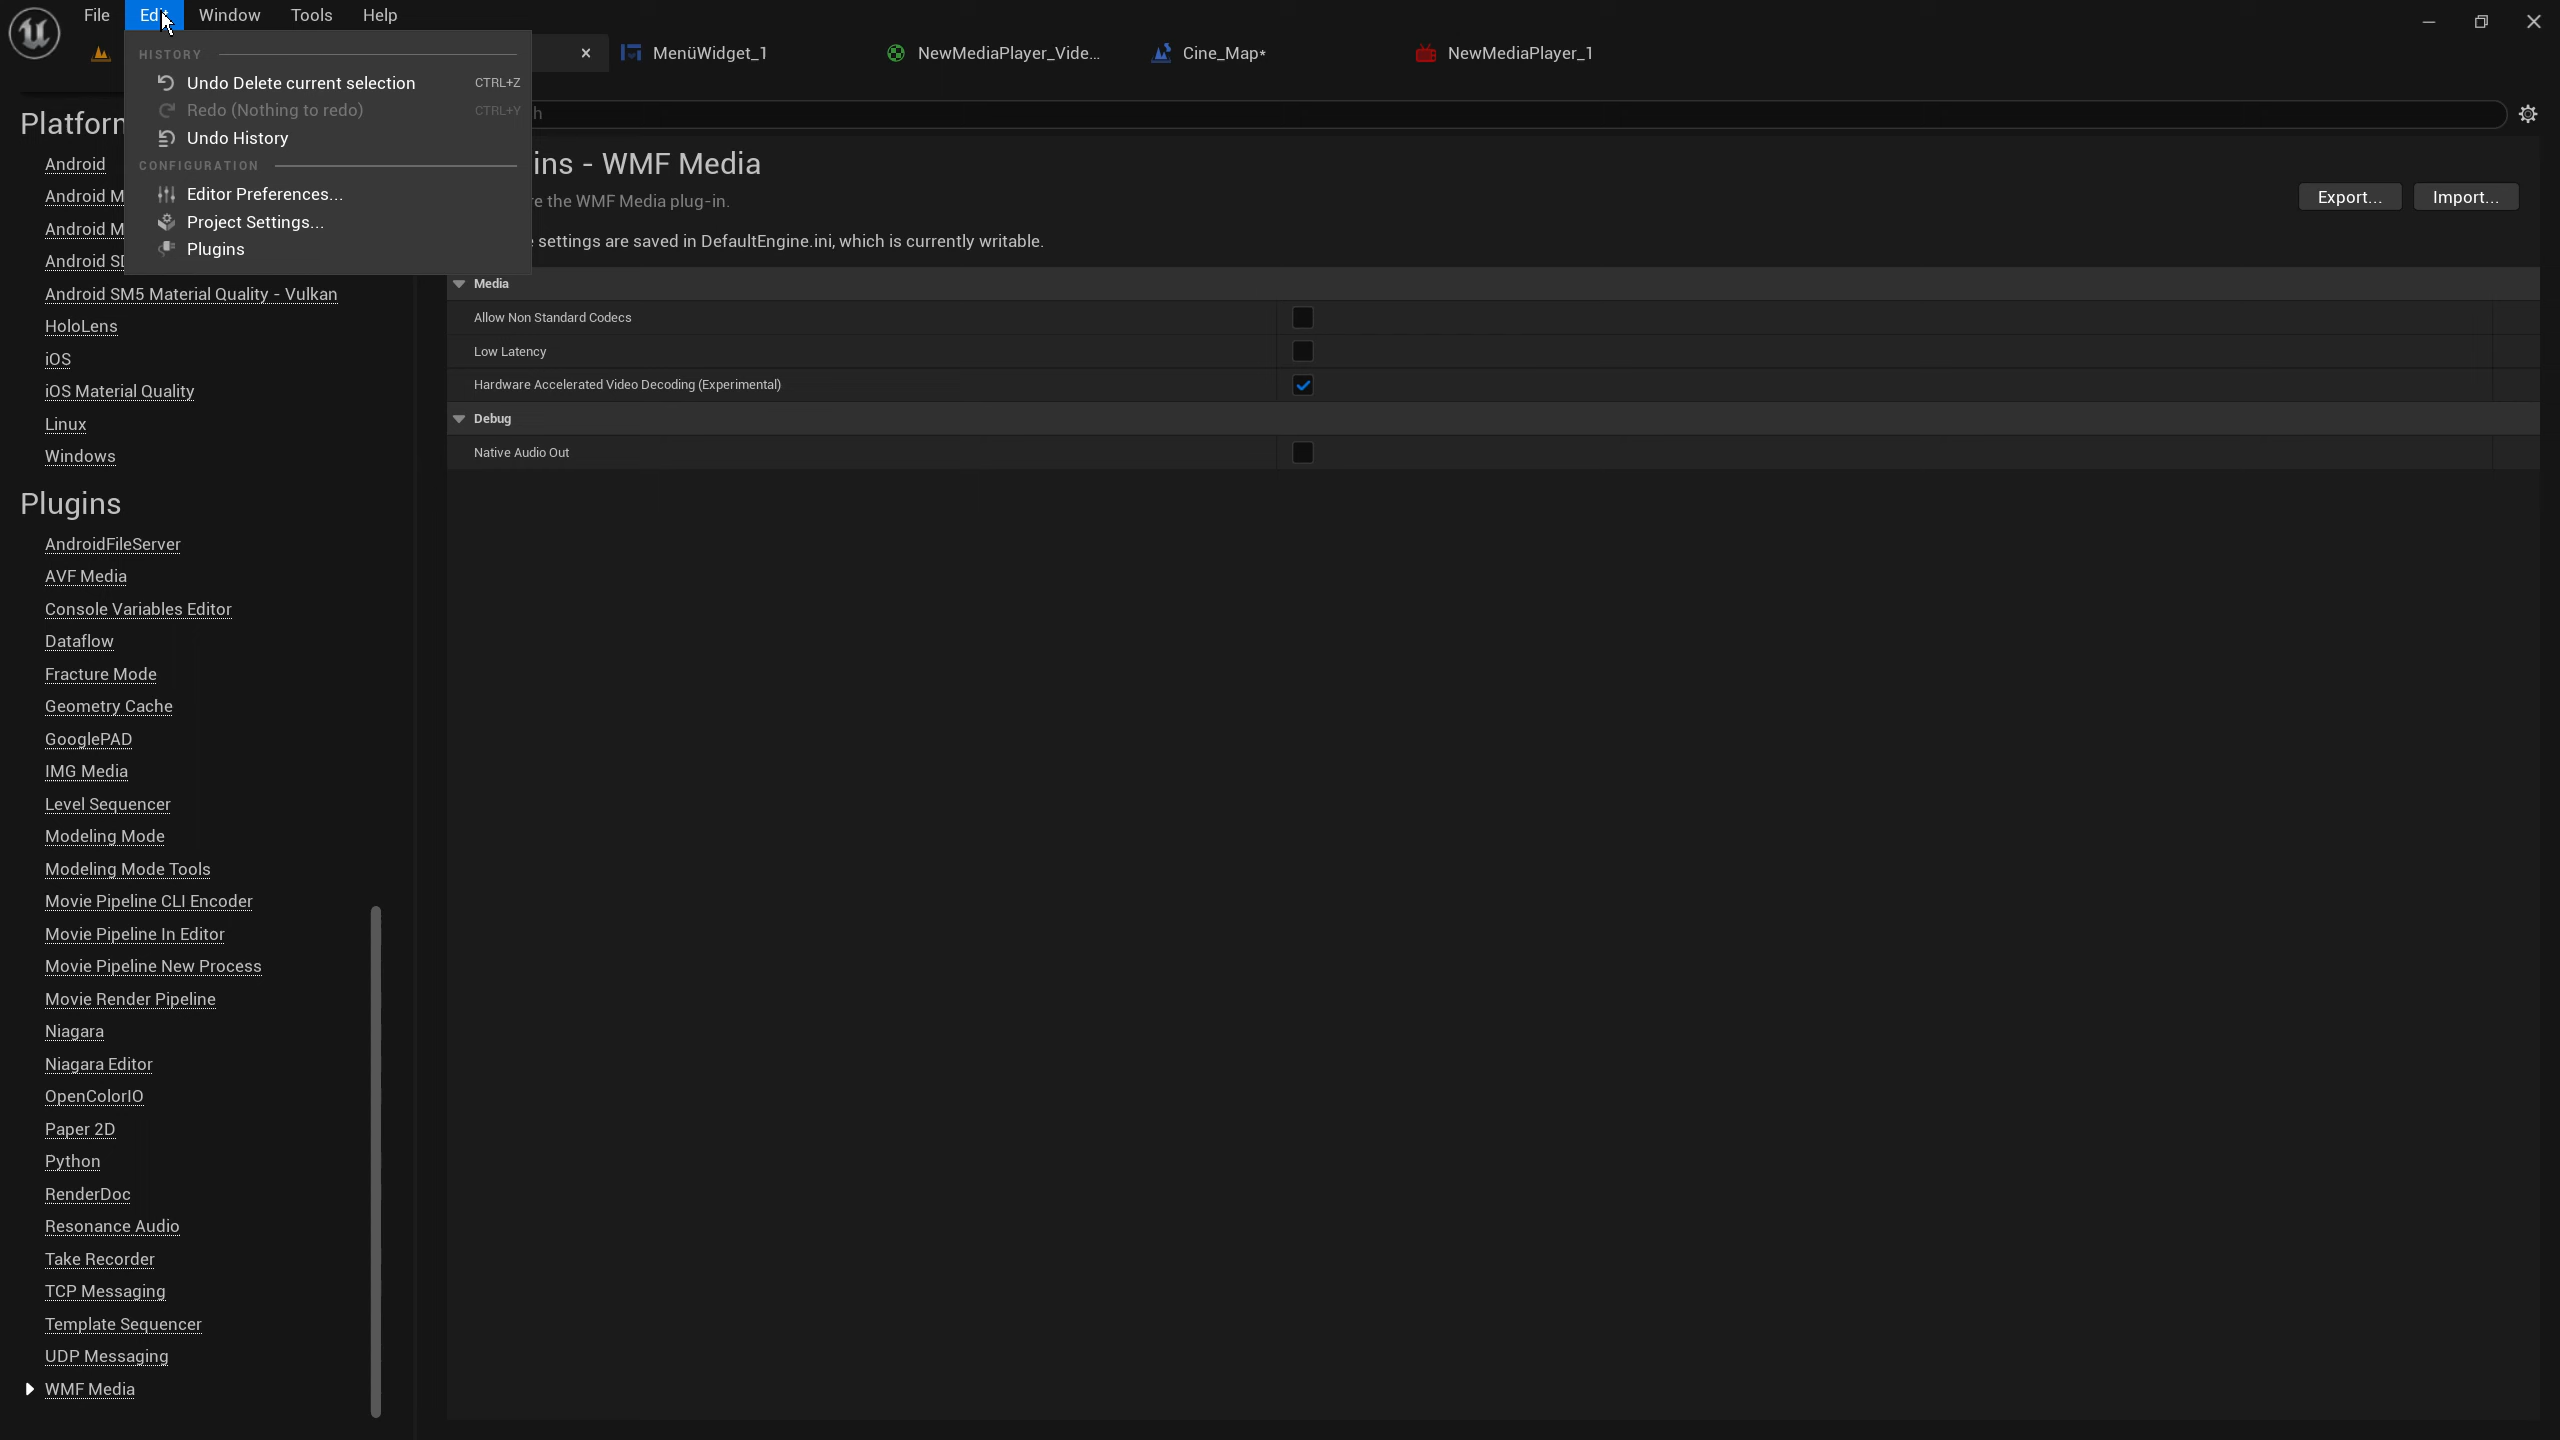 File Edit Window Tools Help
MenüWidget_1
NewMediaPlayer_Vide...
Cine_Map*
NewMediaPlayer_1
HISTORY
Undo Delete current selection CTRL+Z
Redo (Nothing to redo) CTRL+Y
Undo History
CONFIGURATION
Editor Preferences...
Project Settings...
Plugins
Platfor
Android
Android M
Android M
Android S
Android SM5 Material Quality - Vulkan
HoloLens
iOS
iOS Material Quality
Linux
Windows
Plugins
AndroidFileServer
AVF Media
Console Variables Editor
Dataflow
Fracture Mode
Geometry Cache
GooglePAD
IMG Media
Level Sequencer
Modeling Mode
Modeling Mode Tools
Movie Pipeline CLI Encoder
Movie Pipeline In Editor
Movie Pipeline New Process
Movie Render Pipeline
Niagara
Niagara Editor
OpenColorIO
Paper 2D
Python
RenderDoc
Resonance Audio
Take Recorder
TCP Messaging
Template Sequencer
UDP Messaging
WMF Media
h
ins - WMF Media
re the WMF Media plug-in.
Export...
Import...
settings are saved in DefaultEngine.ini, which is currently writable.
Media
Allow Non Standard Codecs
Low Latency
Hardware Accelerated Video Decoding (Experimental)
Debug
Native Audio Out